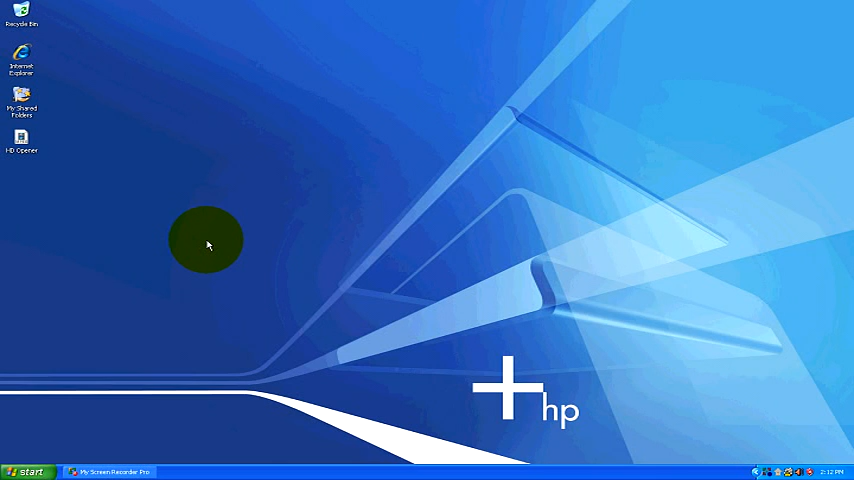 Recycle Bin
Internet
Explorer
My Shared
Folders
HD Opener
hp
start
My Screen Recorder Pro
2:12 PM